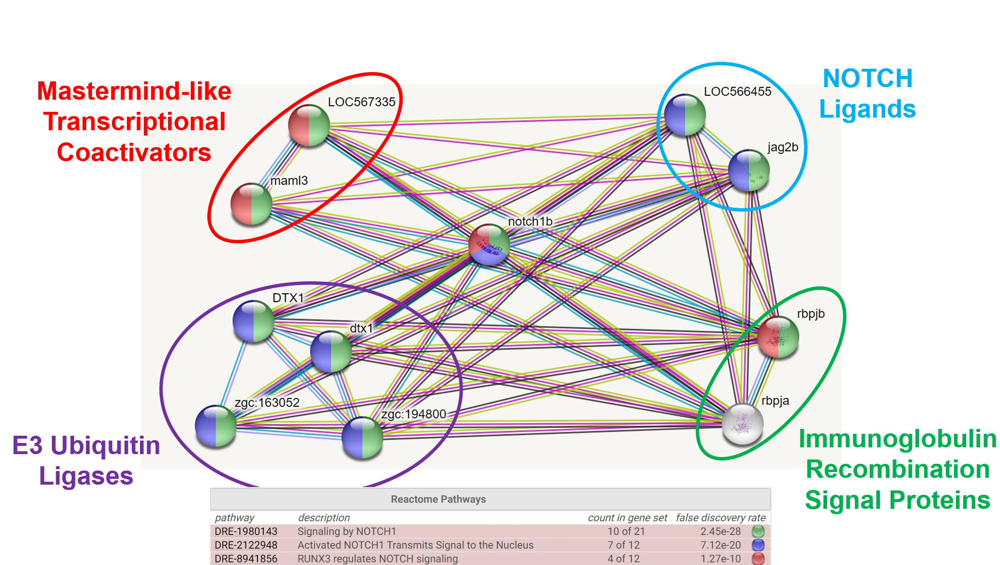 Mastermind-like
Transcriptional
Coactivators
NOTCH
Ligands
LOC567335
LOC566455
jag2b
maml3
notch1b
DTX1
dtx1
rbpjb
zgc:163052
zgc:194800
rbpja
E3 Ubiquitin
Ligases
Immunoglobulin
Recombination
Signal Proteins
Reactome Pathways
pathway description count in gene set false discovery rate
DRE-1980143 Signaling by NOTCH1 10 of 21 2.45e-28
DRE-2122948 Activated NOTCH1 Transmits Signal to the Nucleus 7 of 12 7.12e-20
DRE-8941856 RUNX3 regulates NOTCH signaling 4 of 12 1.27e-10